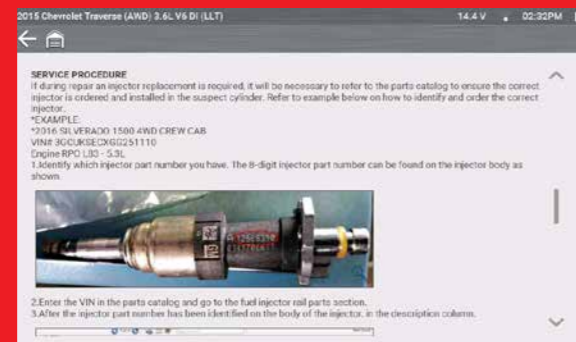 2015 Chevrolet Traverse (AWD) 3.6L V6 DI (LLT) 14.4 V 02:32PM
SERVICE PROCEDURE
If during repair an injector replacement is required, it will be necessary to refer to the parts catalog to ensure the correct
injector is ordered and installed in the suspect cylinder. Refer to example below on how to identify and order the correct
injector.
*EXAMPLE:
*2016 SILVERADO 1500 4WD CREW CAB
VIN# 3GCUKSECXGG251110
Engine RPO L83 - 5.3L
1.Identify which injector part number you have. The 8-digit injector part number can be found on the injector body as
shown.
2.Enter the VIN in the parts catalog and go to the fuel injector rail parts section.
3.After the injector part number has been identified on the body of the injector, in the description column.